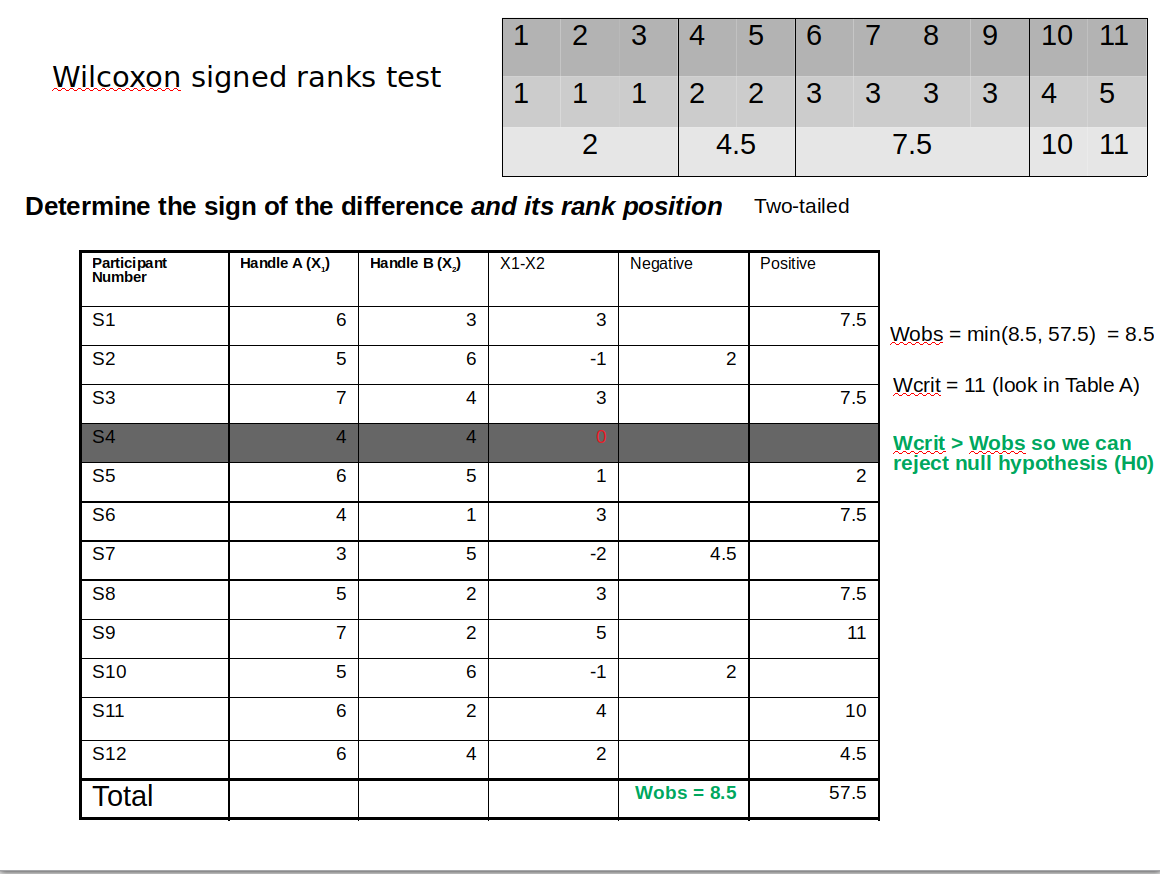 Wilcoxon signed ranks test
1 2 3 4 5 6 7 8 9 10 11
1 1 1 2 2 3 3 3 3 4 5
2 4.5 7.5 10 11
Determine the sign of the difference and its rank position Two-tailed
Participant Number Handle A (X1) Handle B (X2) X1-X2 Negative Positive
S1 6 3 3 7.5
S2 5 6 -1 2
S3 7 4 3 7.5
S4 4 4 0
S5 6 5 1 2
S6 4 1 3 7.5
S7 3 5 -2 4.5
S8 5 2 3 7.5
S9 7 2 5 11
S10 5 6 -1 2
S11 6 2 4 10
S12 6 4 2 4.5
Total Wobs = 8.5 57.5
Wobs = min(8.5, 57.5) = 8.5
Wcrit = 11 (look in Table A)
Wcrit > Wobs so we can
reject null hypothesis (H0)